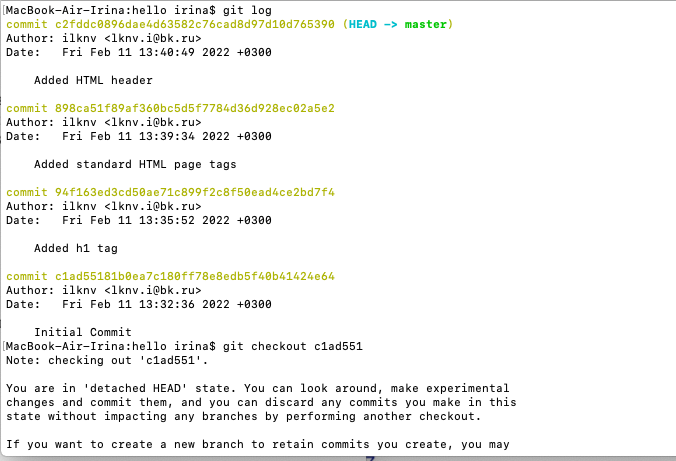 MacBook-Air-Irina:hello irina$ git log
commit c2fddc0896dae4d63582c76cad8d97d10d765390 (HEAD -> master)
Author: ilknv <lknv.i@bk.ru>
Date:   Fri Feb 11 13:40:49 2022 +0300
Added HTML header
commit 898ca51f89af360bc5d5f7784d36d928ec02a5e2
Author: ilknv <lknv.i@bk.ru>
Date:   Fri Feb 11 13:39:34 2022 +0300
Added standard HTML page tags
commit 94f163ed3cd50ae71c899f2c8f50ead4ce2bd7f4
Author: ilknv <lknv.i@bk.ru>
Date:   Fri Feb 11 13:35:52 2022 +0300
Added h1 tag
commit c1ad55181b0ea7c180ff78e8edb5f40b41424e64
Author: ilknv <lknv.i@bk.ru>
Date:   Fri Feb 11 13:32:36 2022 +0300
Initial Commit
MacBook-Air-Irina:hello irina$ git checkout c1ad551
Note: checking out 'c1ad551'.
You are in 'detached HEAD' state. You can look around, make experimental
changes and commit them, and you can discard any commits you make in this
state without impacting any branches by performing another checkout.
If you want to create a new branch to retain commits you create, you may